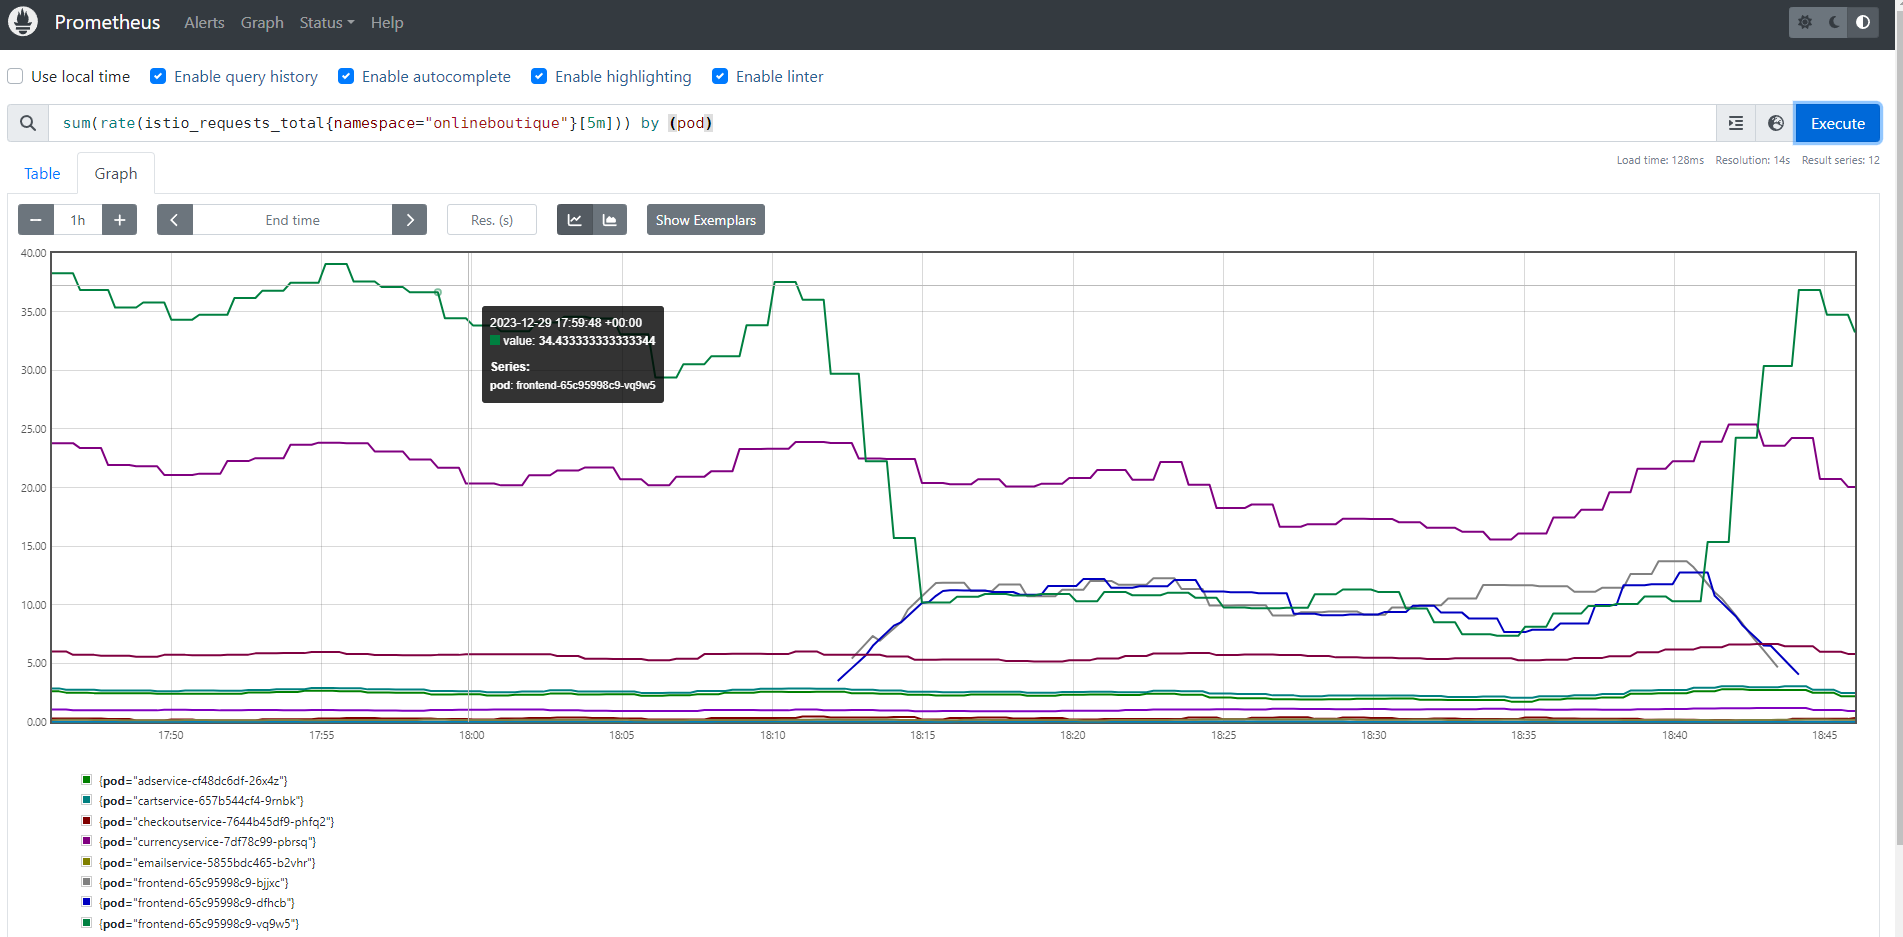 Prometheus Alerts Graph Status Help
Use local time Enable query history Enable autocomplete Enable highlighting Enable linter
sum(rate(istio_requests_total{namespace="onlineboutique"}[5m])) by (pod)
Execute
Table Graph
Load time: 128ms Resolution: 14s Result series: 12
1h End time Res. (s) Show Exemplars
40.00
35.00
30.00
25.00
20.00
15.00
10.00
5.00
0.00
2023-12-29 17:59:48 +00:00
value: 34.433333333333344
Series:
pod: frontend-65c95998c9-vq9w5
17:50 17:55 18:00 18:05 18:10 18:15 18:20 18:25 18:30 18:35 18:40 18:45
{pod="adservice-cf48dc6df-26x4z"}
{pod="cartservice-657b544cf4-9rnbk"}
{pod="checkoutservice-7644b45df9-phfq2"}
{pod="currencyservice-7df78c99-pbrsq"}
{pod="emailservice-5855bdc465-b2vhr"}
{pod="frontend-65c95998c9-bjjxc"}
{pod="frontend-65c95998c9-dfhcb"}
{pod="frontend-65c95998c9-vq9w5"}